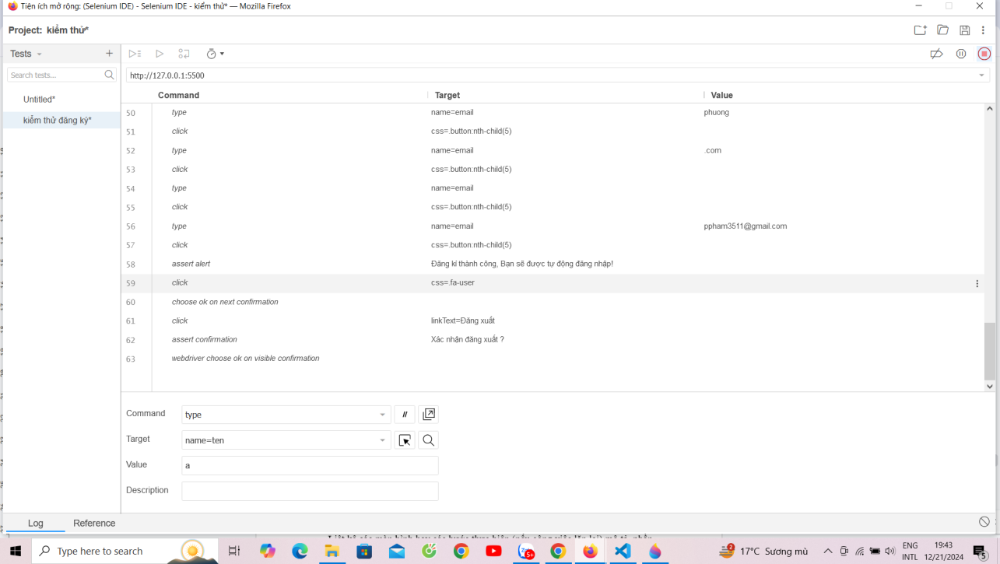 Tiện ích mở rộng: (Selenium IDE) - Selenium IDE - kiểm thử* — Mozilla Firefox
Project: kiểm thử*
Tests
Search tests...
http://127.0.0.1:5500
Untitled*
kiểm thử đăng ký*
Command Target Value
50 type name=email phuong
51 click css=.button:nth-child(5)
52 type name=email .com
53 click css=.button:nth-child(5)
54 type name=email
55 click css=.button:nth-child(5)
56 type name=email ppham3511@gmail.com
57 click css=.button:nth-child(5)
58 assert alert Đăng kí thành công, Bạn sẽ được tự động đăng nhập!
59 click css=.fa-user
60 choose ok on next confirmation
61 click linkText=Đăng xuất
62 assert confirmation Xác nhận đăng xuất ?
63 webdriver choose ok on visible confirmation
Command type //
Target name=ten
Value a
Description
Log Reference
Type here to search
5+
2
17°C Sương mù
ENG
INTL
19:43
12/21/2024
5